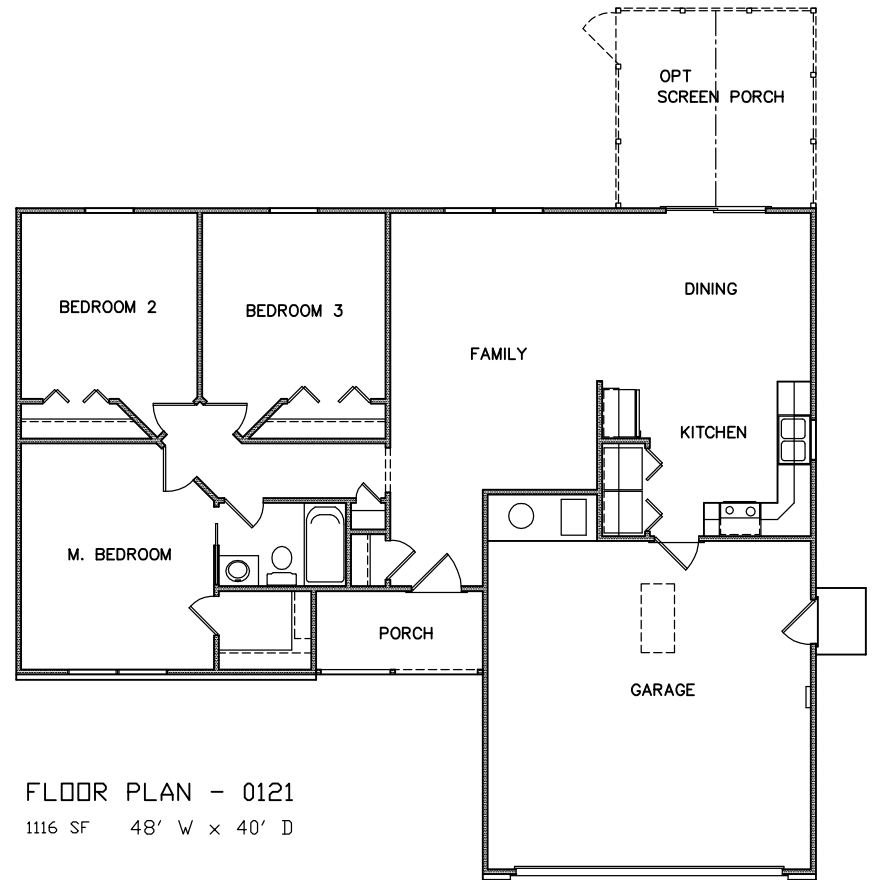 OPT
SCREEN PORCH
DINING
BEDROOM 2
BEDROOM 3
FAMILY
KITCHEN
M. BEDROOM
PORCH
GARAGE
FLOOR PLAN - 0121
1116 SF 48' W x 40' D